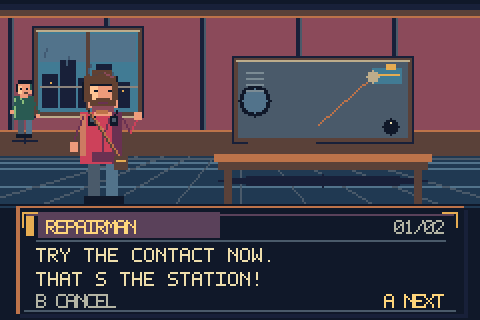 REPAIRMAN 01/02
TRY THE CONTACT NOW.
THAT S THE STATION!
B CANCEL A NEXT